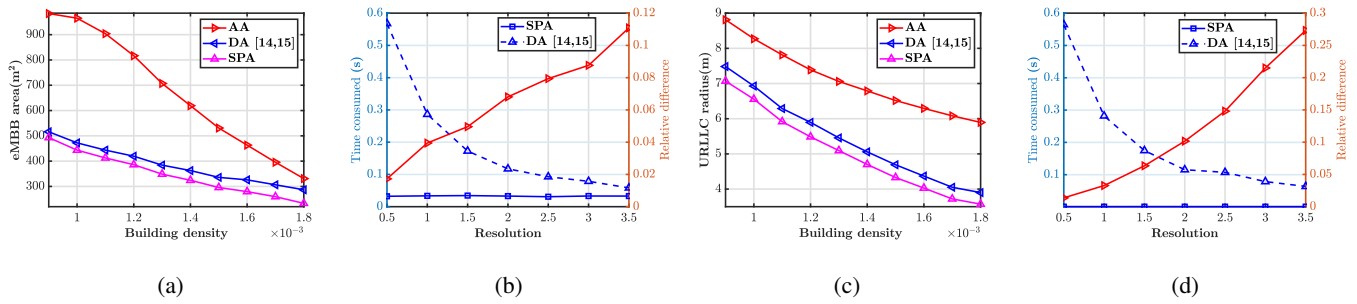 900
800
700
600
500
400
300
eMBB area(m²)
AA
DA [14,15]
SPA
1 1.2 1.4 1.6 1.8
Building density ×10⁻³
(a)
0.6
0.5
0.4
0.3
0.2
0.1
0
Time consumed (s)
SPA
DA [14,15]
0.12
0.1
0.08
0.06
0.04
0.02
0
Relative difference
0.5 1 1.5 2 2.5 3 3.5
Resolution
(b)
9
8
7
6
5
4
URLLC radius(m)
AA
DA [14,15]
SPA
1 1.2 1.4 1.6 1.8
Building density ×10⁻³
(c)
0.6
0.5
0.4
0.3
0.2
0.1
Time consumed (s)
SPA
DA [14,15]
0.3
0.25
0.2
0.15
0.1
0.05
0
Relative difference
0.5 1 1.5 2 2.5 3 3.5
Resolution
(d)